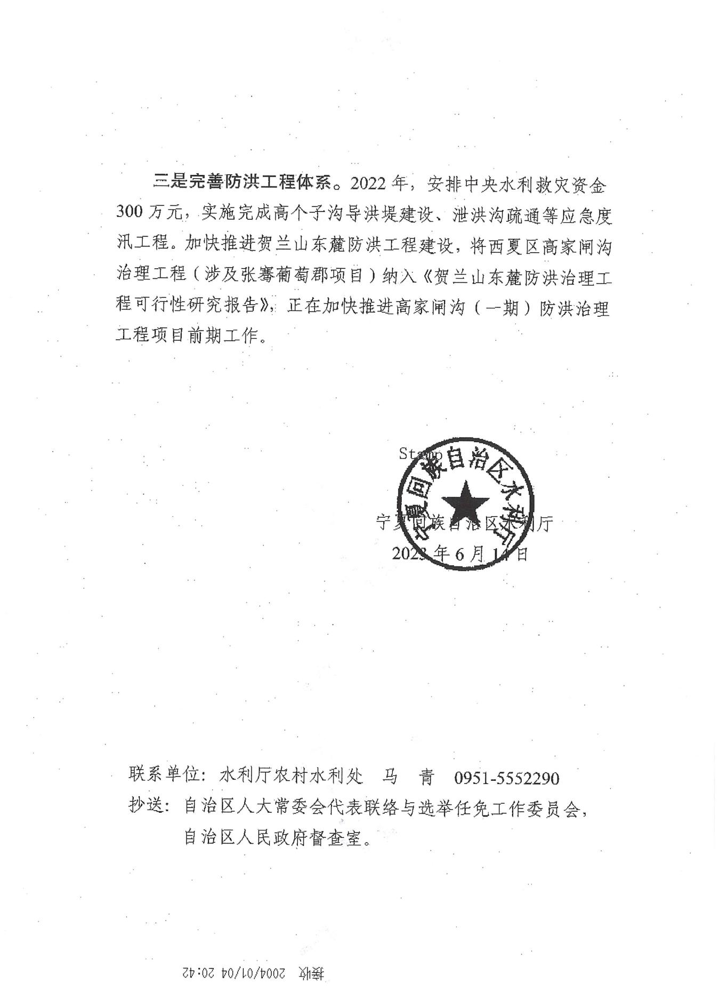 三是完善防洪工程体系。2022 年，安排中央水利救灾资金
300 万元，实施完成高个子沟导洪堤建设、泄洪沟疏通等应急度
汛工程。加快推进贺兰山东麓防洪工程建设，将西夏区高家闸沟
治理工程（涉及张骞葡萄郡项目）纳入《贺兰山东麓防洪治理工
程可行性研究报告》，正在加快推进高家闸沟（一期）防洪治理
工程项目前期工作。
Stamp
宁夏回族自治区水利厅
宁夏回族自治区水利厅
2023 年 6 月 14 日
联系单位：水利厅农村水利处　马　青　0951-5552290
抄送：自治区人大常委会代表联络与选举任免工作委员会，
自治区人民政府督查室。
接收　2004/01/04 20:42